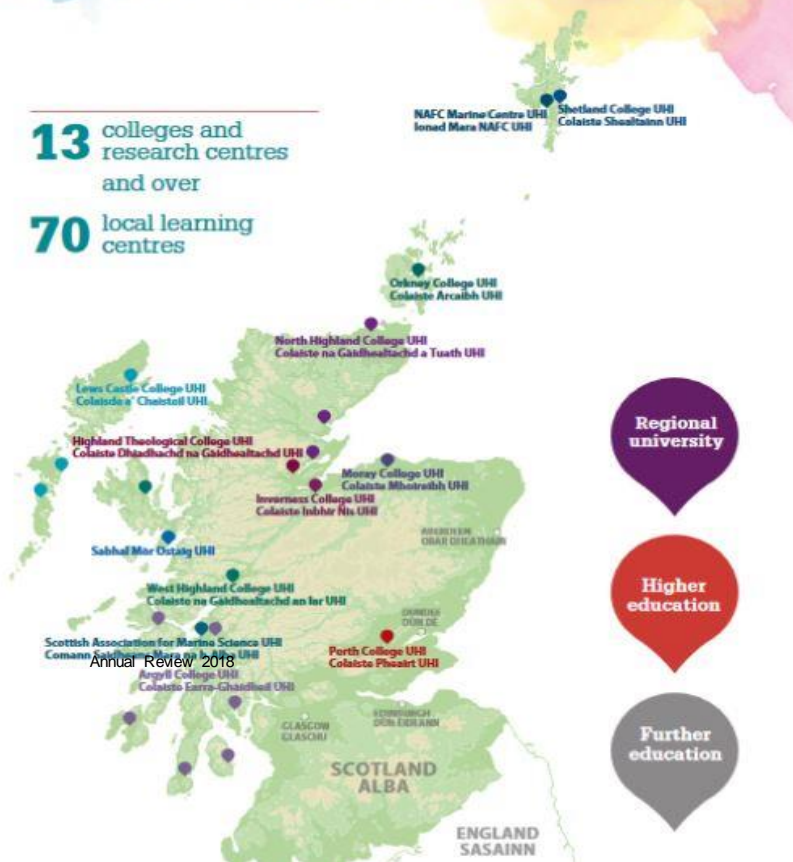 NAFC Marine Centre UHI
Ionad Mara NAFC UHI
Shetland College UHI
Colaiste Shealtainn UHI
13 colleges and
research centres
and over
70 local learning
centres
Orkney College UHI
Colaiste Arcaibh UHI
North Highland College UHI
Colaiste na Gàidhealtachd a Tuath UHI
Lews Castle College UHI
Colaisde a' Chaisteil UHI
Regional
university
Highland Theological College UHI
Colaiste Dhiadhachd na Gàidhealtachd UHI
Moray College UHI
Colaiste Mhoireibh UHI
Inverness College UHI
Colaiste Inbhir Nis UHI
ABERDEEN
OBAR DHEATHAIN
Sabhal Mòr Ostaig UHI
Higher
education
West Highland College UHI
Colaiste na Gàidhealtachd an Iar UHI
DUNDEE
DÙN DÈ
Scottish Association for Marine Science UHI
Comann Saidheans Mara na h-Alba UHI
Annual Review 2018
Perth College UHI
Colaiste Pheairt UHI
Argyll College UHI
Colaiste Earra-Ghàidheil UHI
EDINBURGH
DÙN ÈIDEANN
GLASGOW
GLASCHU
Further
education
SCOTLAND
ALBA
ENGLAND
SASAINN